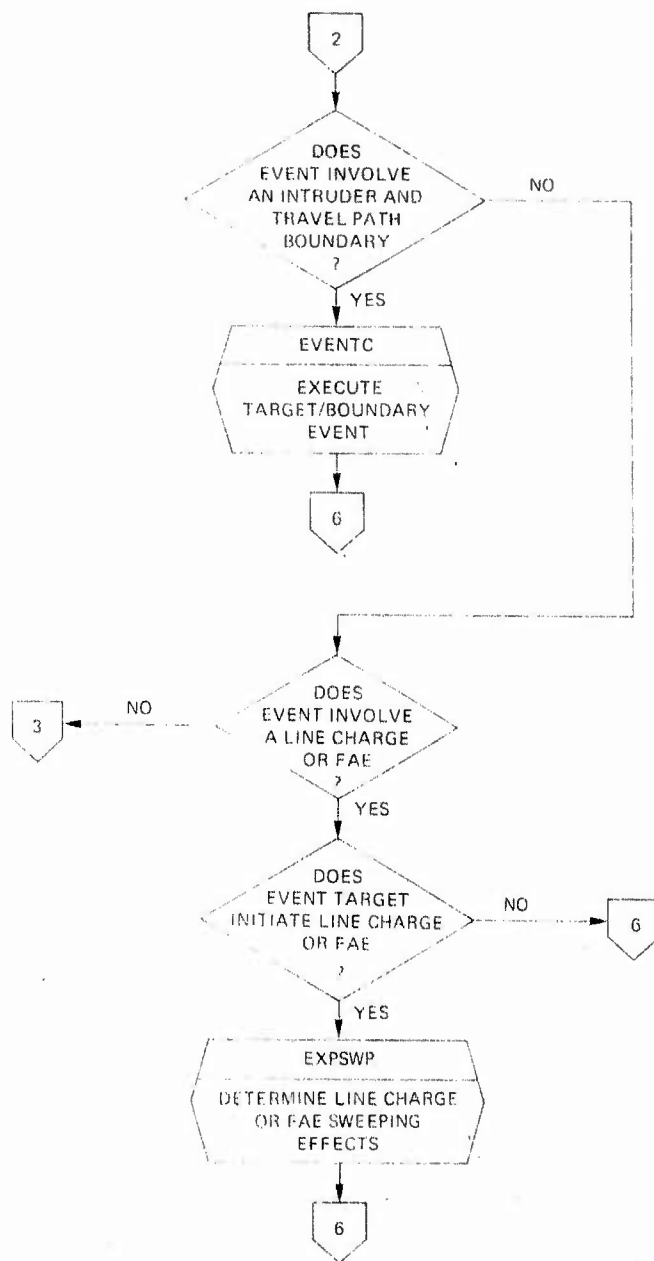 2
DOES
EVENT INVOLVE
AN INTRUDER AND
TRAVEL PATH
BOUNDARY
?
NO
YES
EVENTC
EXECUTE
TARGET/BOUNDARY
EVENT
6
DOES
EVENT INVOLVE
A LINE CHARGE
OR FAE
?
NO
3
YES
DOES
EVENT TARGET
INITIATE LINE CHARGE
OR FAE
?
NO
6
YES
EXPSWP
DETERMINE LINE CHARGE
OR FAE SWEEPING
EFFECTS
6